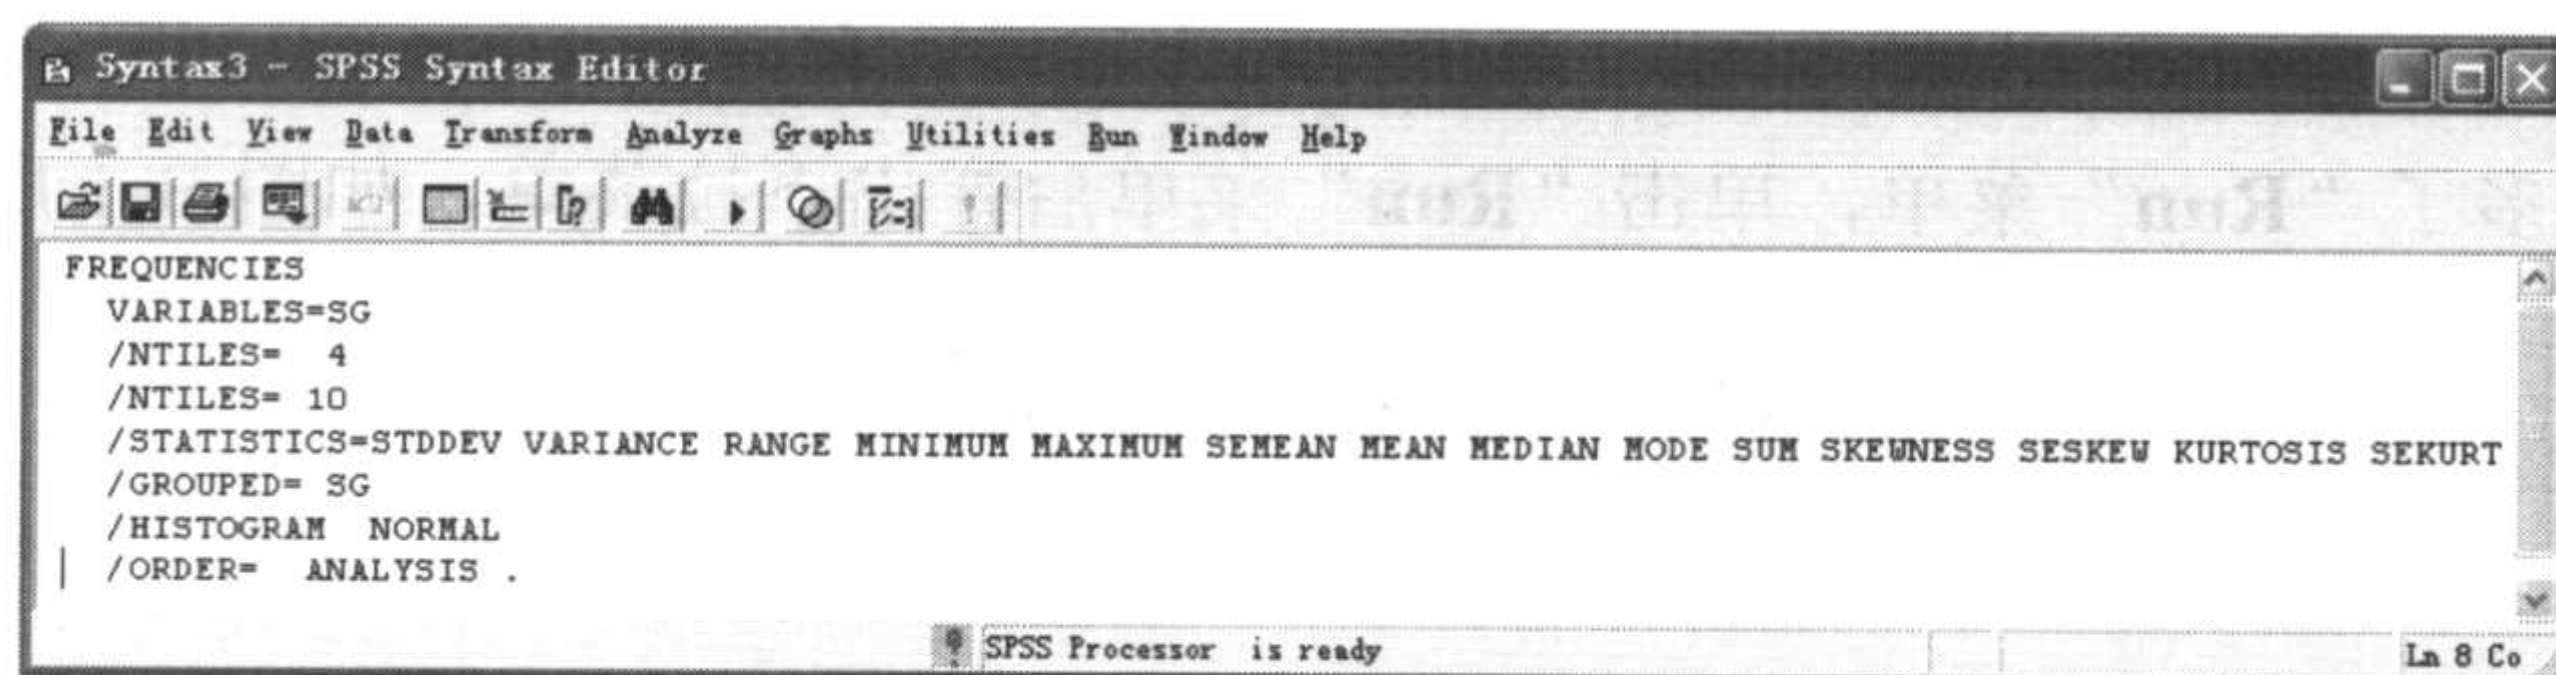 Syntax3 - SPSS Syntax Editor
File Edit View Data Transform Analyze Graphs Utilities Run Window Help
FREQUENCIES
VARIABLES=SG
/NTILES= 4
/NTILES= 10
/STATISTICS=STDDEV VARIANCE RANGE MINIMUM MAXIMUM SEMEAN MEAN MEDIAN MODE SUM SKEWNESS SESKEW KURTOSIS SEKURT
/GROUPED= SG
/HISTOGRAM NORMAL
/ORDER= ANALYSIS .
SPSS Processor is ready
Ln 8 Co